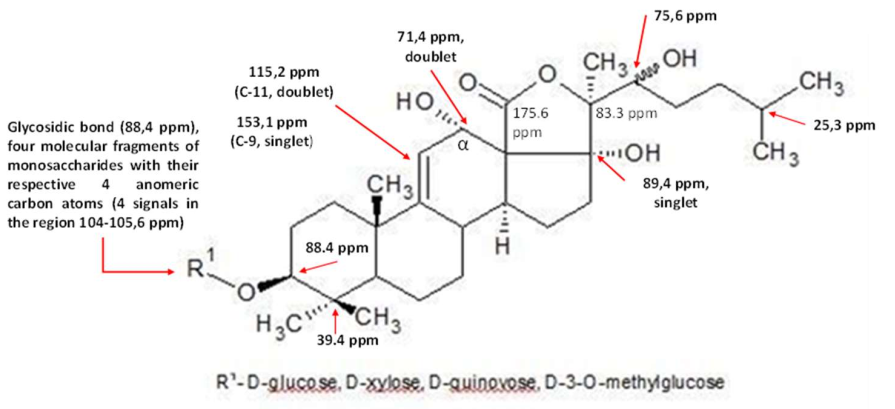 75,6 ppm
71,4 ppm,
doublet
CH₃
OH
115,2 ppm
(C-11, doublet)
O
O
CH₃
HO
175.6
ppm
83.3 ppm
153,1 ppm
(C-9, singlet)
25,3 ppm
Glycosidic bond (88,4 ppm),
four molecular fragments of
monosaccharides with their
respective 4 anomeric
carbon atoms (4 signals in
the region 104-105,6 ppm)
α
OH
CH₃
CH₃
89,4 ppm,
singlet
H
88.4 ppm
R¹
O
H₃C
CH₃
39.4 ppm
R¹- D-glucose, D-xylose, D-quinovose, D-3-O-methylglucose